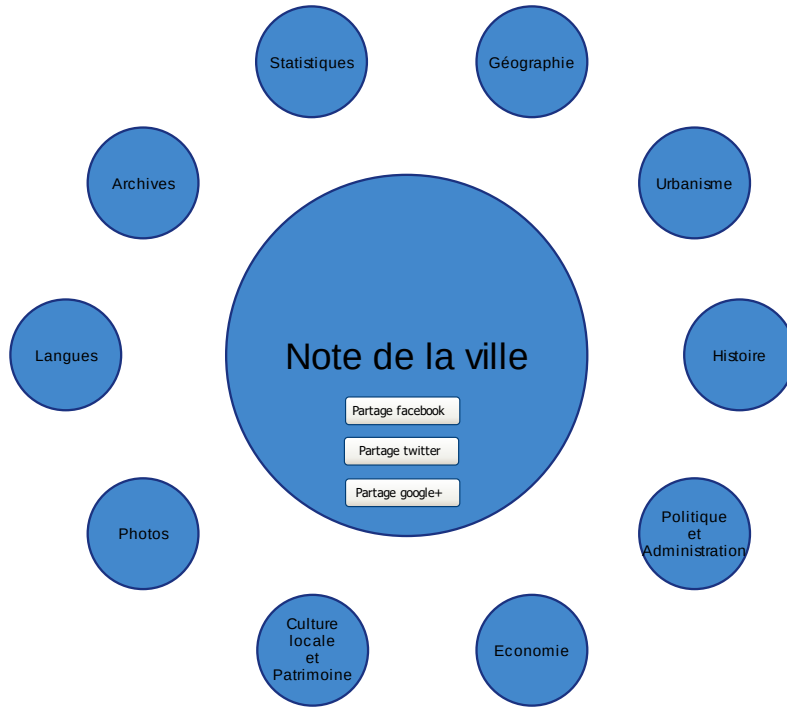 Statistiques
Géographie
Archives
Urbanisme
Langues
Note de la ville
Histoire
Partage facebook
Partage twitter
Partage google+
Photos
Politique
et
Administration
Culture
locale
et
Patrimoine
Economie